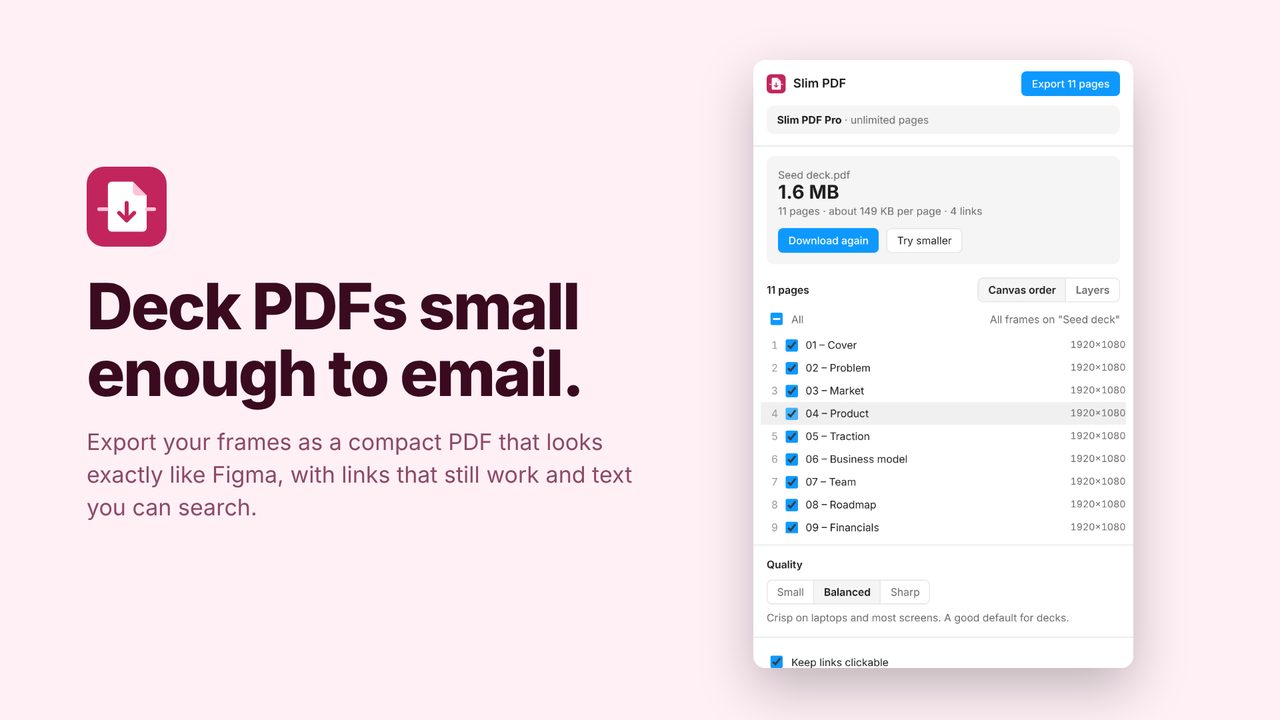 Deck PDFs small
enough to email.
Export your frames as a compact PDF that looks
exactly like Figma, with links that still work and text
you can search.
Slim PDF
Export 11 pages
Slim PDF Pro · unlimited pages
Seed deck.pdf
1.6 MB
11 pages · about 149 KB per page · 4 links
Download again
Try smaller
11 pages
Canvas order
Layers
All
All frames on "Seed deck"
1 01 – Cover 1920×1080
2 02 – Problem 1920×1080
3 03 – Market 1920×1080
4 04 – Product 1920×1080
5 05 – Traction 1920×1080
6 06 – Business model 1920×1080
7 07 – Team 1920×1080
8 08 – Roadmap 1920×1080
9 09 – Financials 1920×1080
Quality
Small
Balanced
Sharp
Crisp on laptops and most screens. A good default for decks.
Keep links clickable